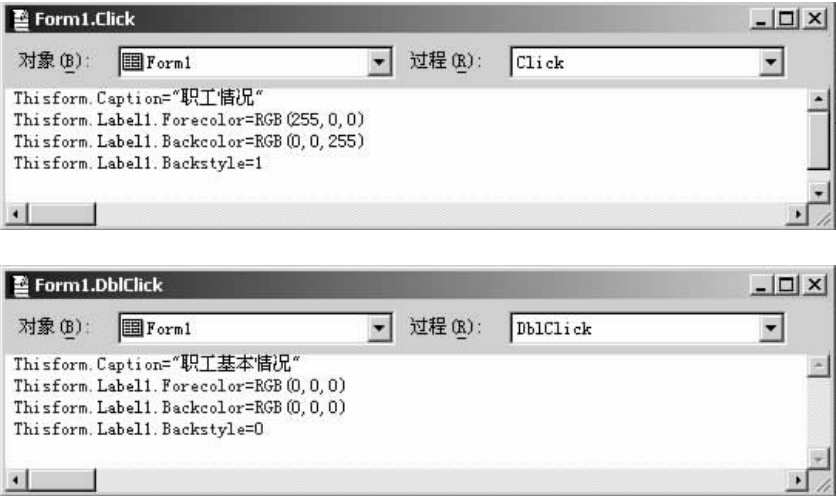 Form1.Click
对象(B): Form1 过程(R): Click
Thisform.Caption="职工情况"
Thisform.Label1.Forecolor=RGB(255,0,0)
Thisform.Label1.Backcolor=RGB(0,0,255)
Thisform.Label1.Backstyle=1
Form1.DblClick
对象(B): Form1 过程(R): DblClick
Thisform.Caption="职工基本情况"
Thisform.Label1.Forecolor=RGB(0,0,0)
Thisform.Label1.Backcolor=RGB(0,0,0)
Thisform.Label1.Backstyle=0